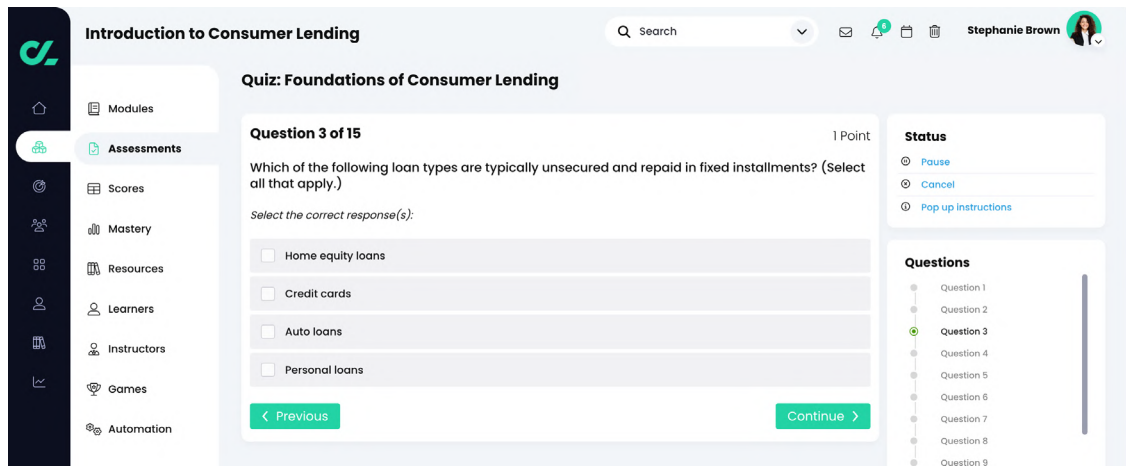 Introduction to Consumer Lending
Search
6
Stephanie Brown
Modules
Assessments
Scores
Mastery
Resources
Learners
Instructors
Games
Automation
Quiz: Foundations of Consumer Lending
Question 3 of 15
1 Point
Which of the following loan types are typically unsecured and repaid in fixed installments? (Select
all that apply.)
Select the correct response(s):
Home equity loans
Credit cards
Auto loans
Personal loans
Previous
Continue
Status
Pause
Cancel
Pop up instructions
Questions
Question 1
Question 2
Question 3
Question 4
Question 5
Question 6
Question 7
Question 8
Question 9